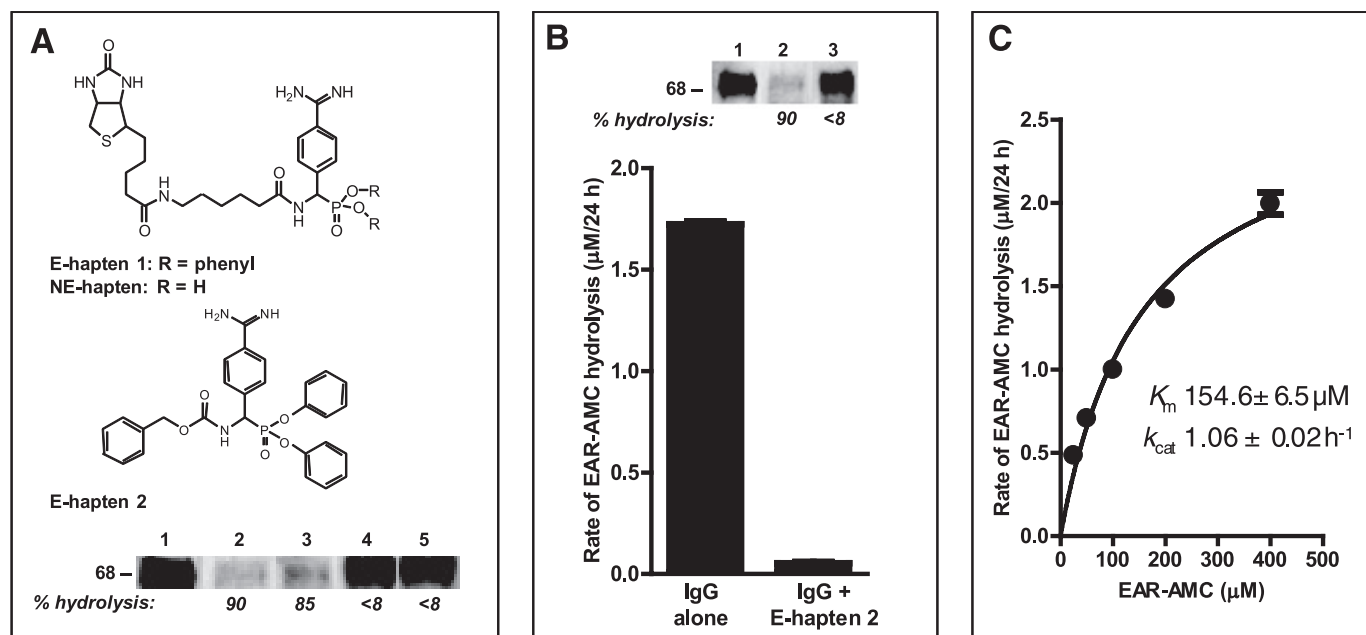 A
O
HN
NH
S
H
N
O
H2N
NH
O
N
H
O
R
P
O
O
R
E-hapten 1: R = phenyl
NE-hapten: R = H
H2N
NH
O
O
N
H
P
O
O
O
E-hapten 2
1 2 3 4 5
68
% hydrolysis: 90 85 <8 <8
B
1 2 3
68
% hydrolysis: 90 <8
Rate of EAR-AMC hydrolysis (μM/24 h)
2.0
1.5
1.0
0.5
0.0
IgG alone
IgG + E-hapten 2
C
Rate of EAR-AMC hydrolysis (μM/24 h)
2.5
2.0
1.5
1.0
0.5
0.0
Km 154.6± 6.5 μM
kcat 1.06 ± 0.02 h-1
0 100 200 300 400 500
EAR-AMC (μM)